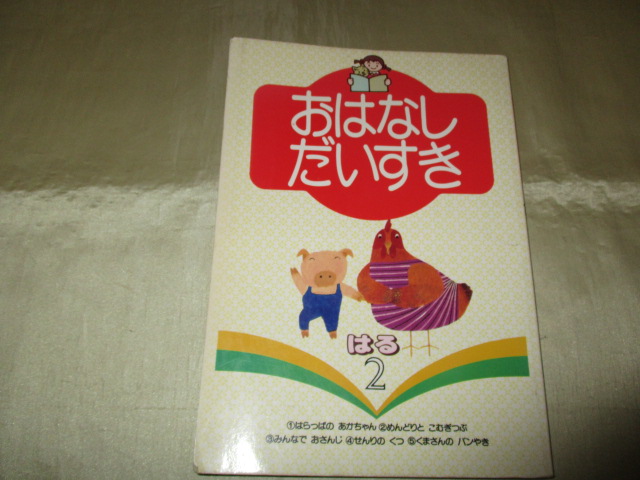 おはなし
だいすき
はる
2
①はらっぱの あかちゃん ②めんどりと こむぎつぶ
③みんなで おさんじ ④せんりの くつ ⑤くまさんの パンやき